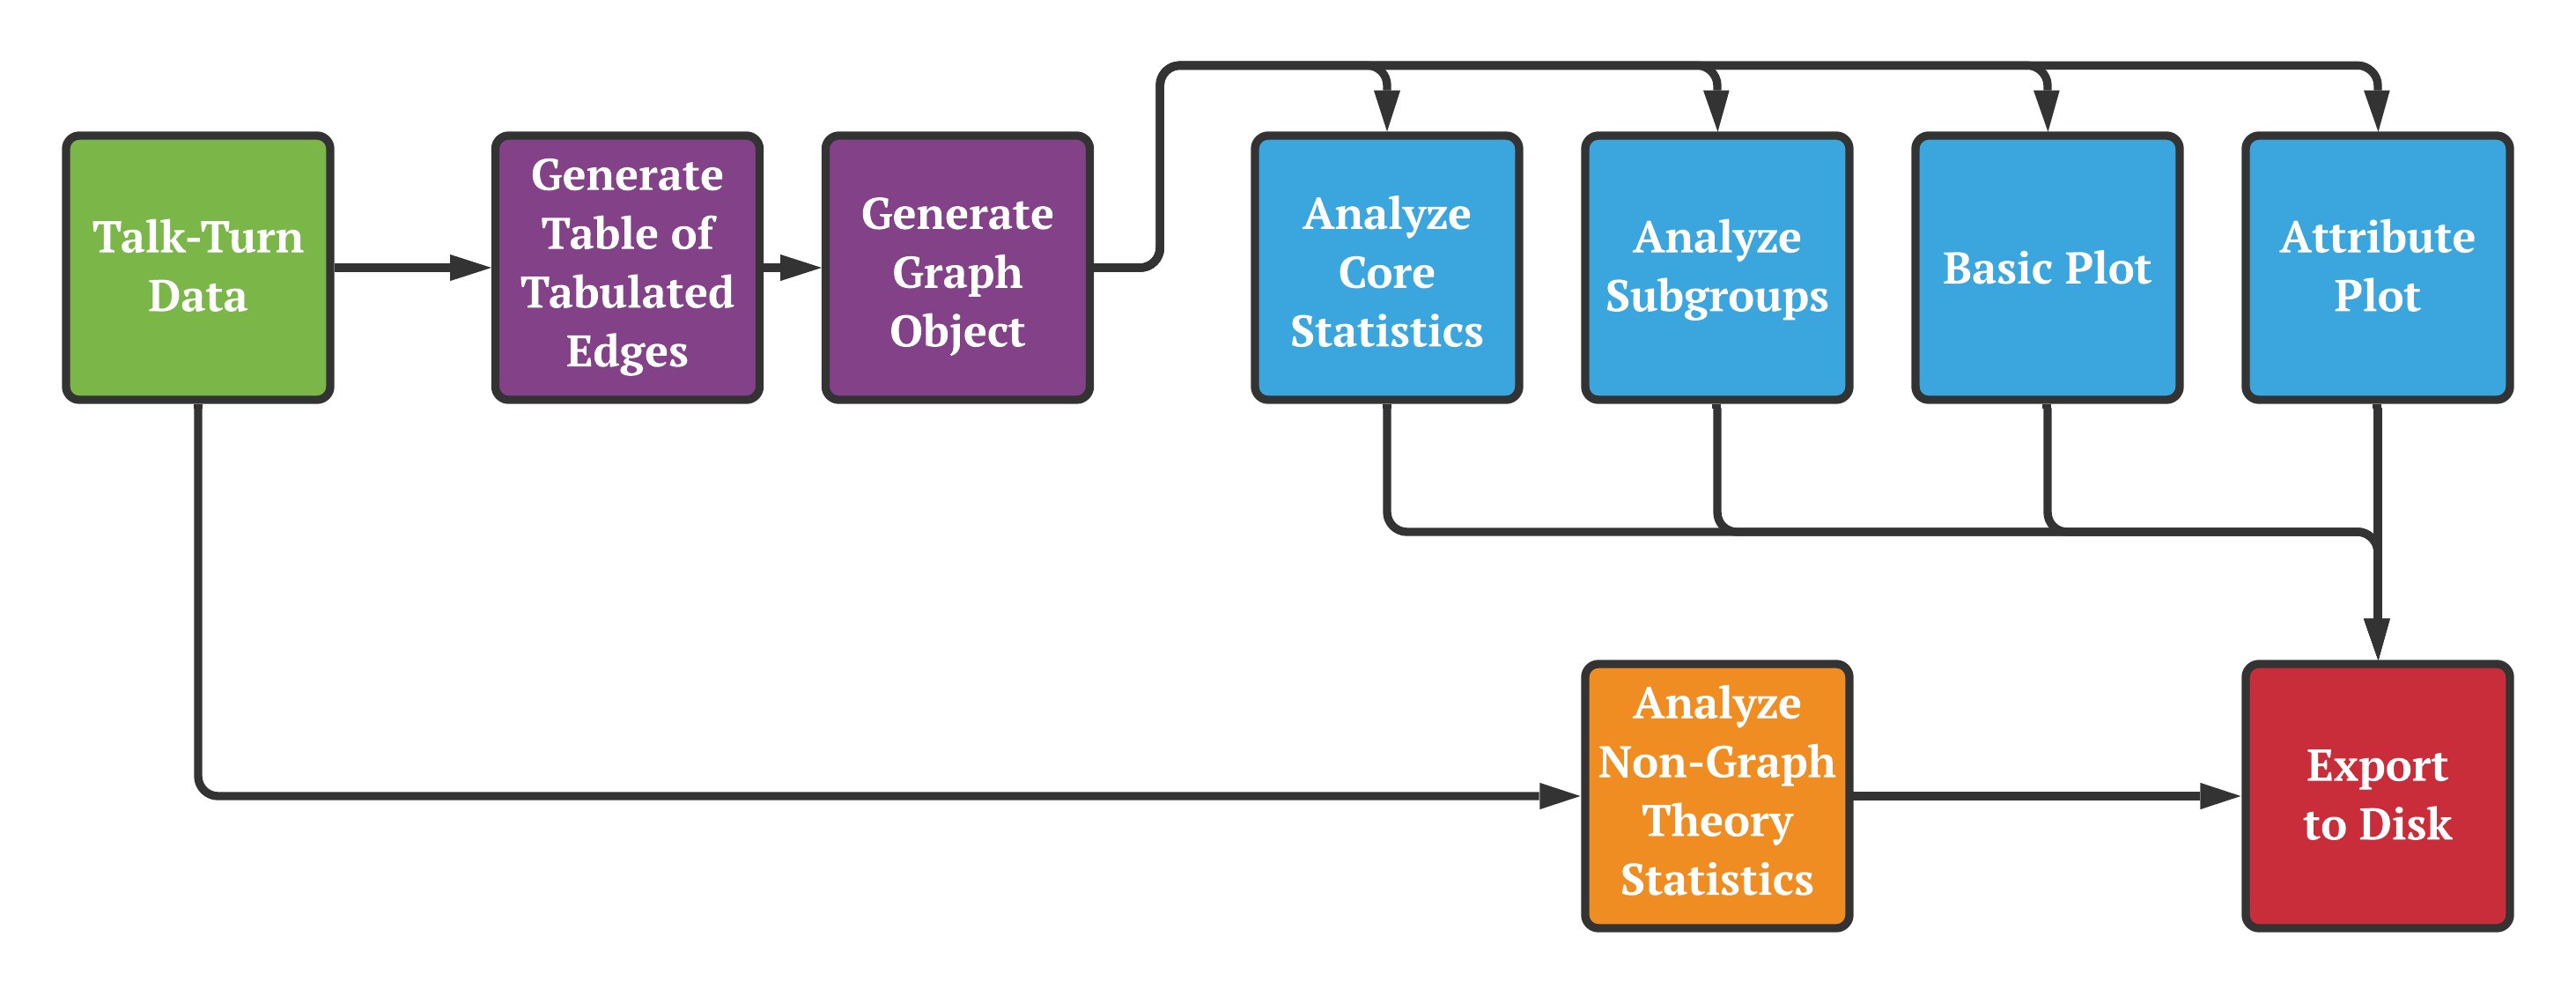 Talk-Turn
Data
Generate
Table of
Tabulated
Edges
Generate
Graph
Object
Analyze
Core
Statistics
Analyze
Subgroups
Basic Plot
Attribute
Plot
Analyze
Non-Graph
Theory
Statistics
Export
to Disk